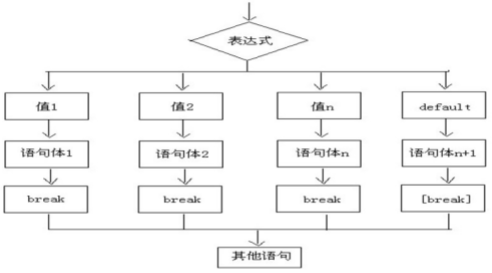 表达式
值1 值2 值n default
语句体1 语句体2 语句体n 语句体n+1
break break break [break]
其他语句